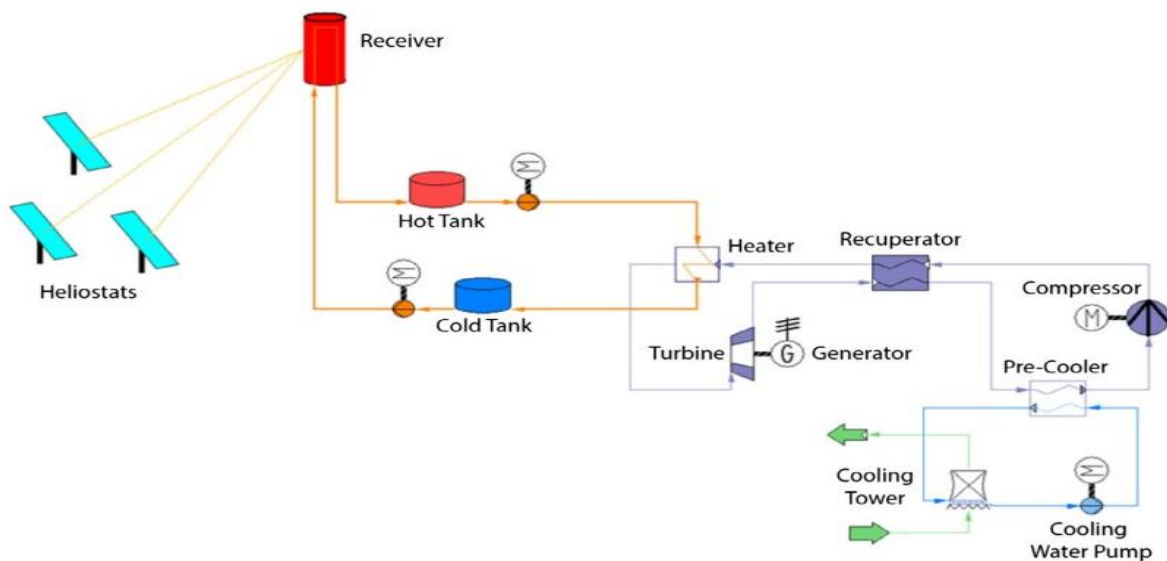 Receiver
M
Hot Tank
Heater
Recuperator
M
Heliostats
Cold Tank
Compressor
M
Turbine
G
Generator
Pre-Cooler
Cooling
Tower
M
Cooling
Water Pump